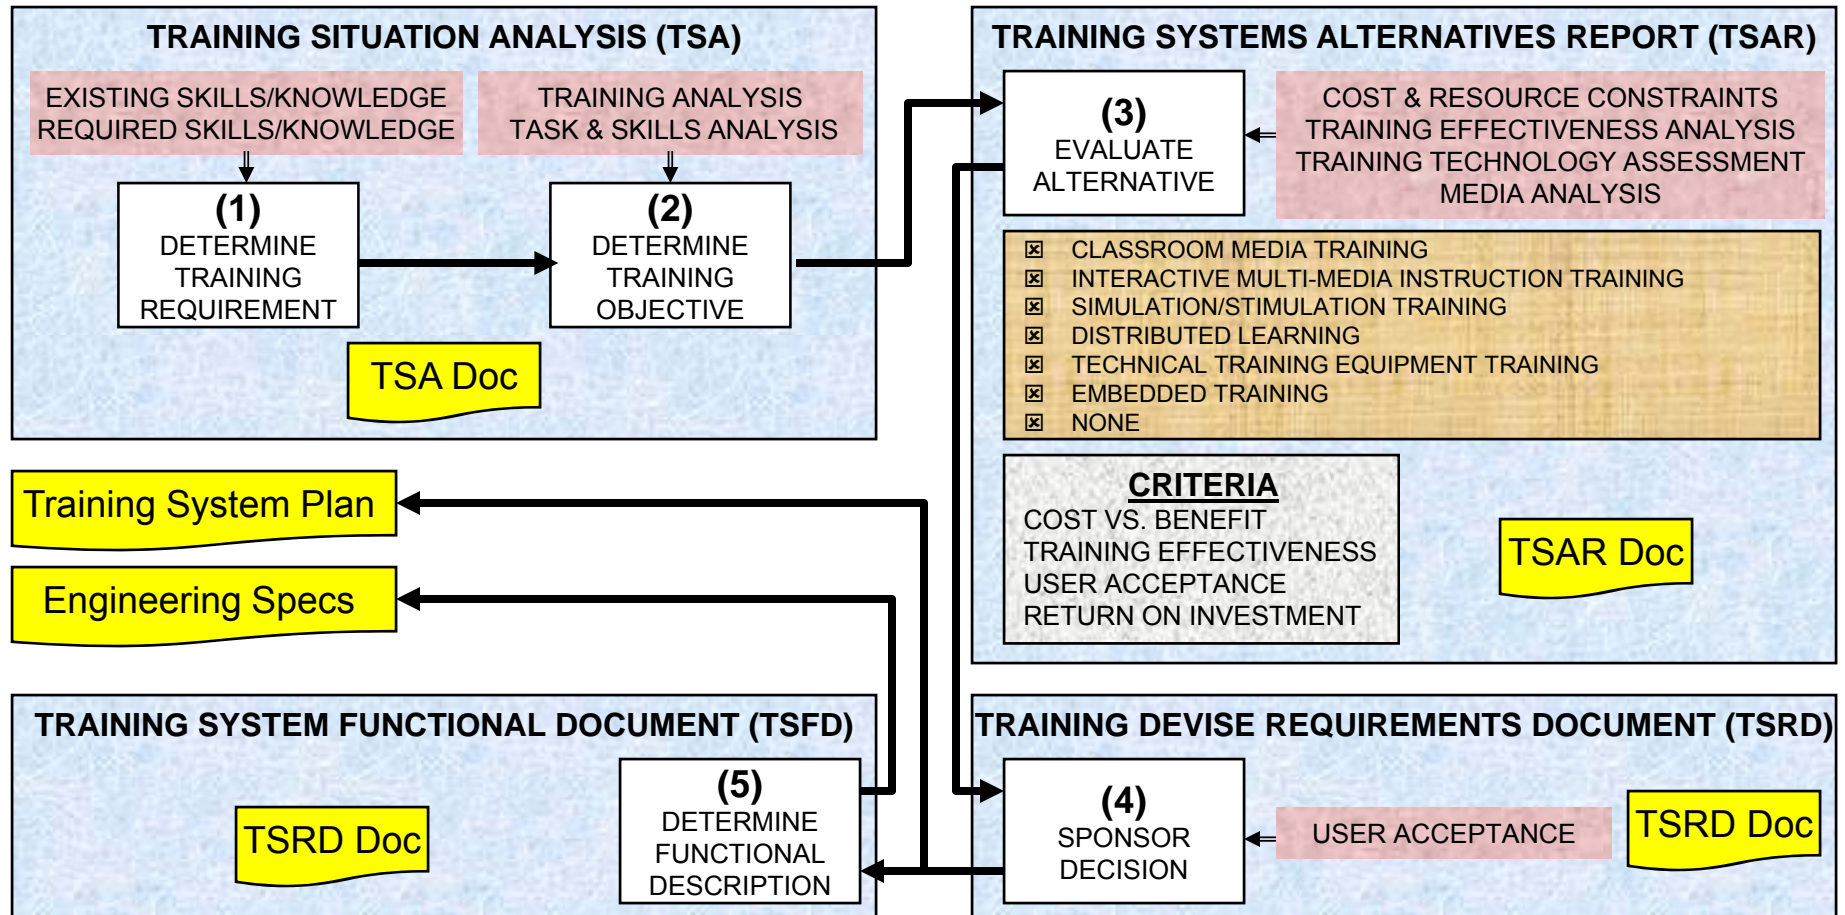 TRAINING SITUATION ANALYSIS (TSA)
EXISTING SKILLS/KNOWLEDGE
REQUIRED SKILLS/KNOWLEDGE
TRAINING ANALYSIS
TASK & SKILLS ANALYSIS
(1)
DETERMINE
TRAINING
REQUIREMENT
(2)
DETERMINE
TRAINING
OBJECTIVE
TSA Doc
TRAINING SYSTEMS ALTERNATIVES REPORT (TSAR)
(3)
EVALUATE
ALTERNATIVE
COST & RESOURCE CONSTRAINTS
TRAINING EFFECTIVENESS ANALYSIS
TRAINING TECHNOLOGY ASSESSMENT
MEDIA ANALYSIS
CLASSROOM MEDIA TRAINING
INTERACTIVE MULTI-MEDIA INSTRUCTION TRAINING
SIMULATION/STIMULATION TRAINING
DISTRIBUTED LEARNING
TECHNICAL TRAINING EQUIPMENT TRAINING
EMBEDDED TRAINING
NONE
CRITERIA
COST VS. BENEFIT
TRAINING EFFECTIVENESS
USER ACCEPTANCE
RETURN ON INVESTMENT
TSAR Doc
Training System Plan
Engineering Specs
TRAINING SYSTEM FUNCTIONAL DOCUMENT (TSFD)
TSRD Doc
(5)
DETERMINE
FUNCTIONAL
DESCRIPTION
TRAINING DEVISE REQUIREMENTS DOCUMENT (TSRD)
(4)
SPONSOR
DECISION
USER ACCEPTANCE
TSRD Doc